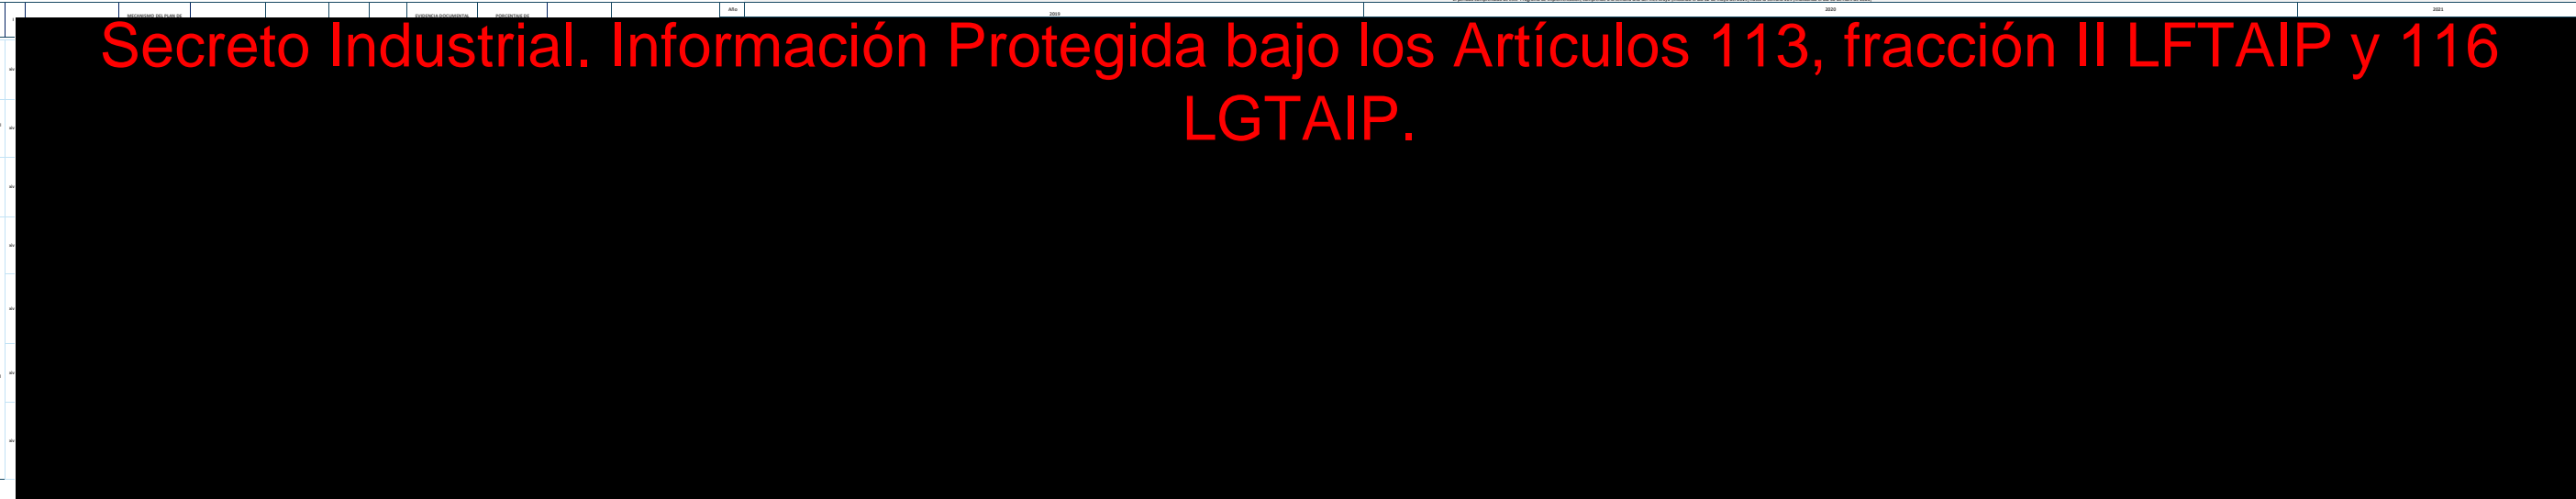 Año
MECANISMO DEL PLAN DE
EVIDENCIA DOCUMENTAL
PORCENTAJE DE
2019
2020
2021
Secreto Industrial. Información Protegida bajo los Artículos 113, fracción II LFTAIP y 116
LGTAIP.